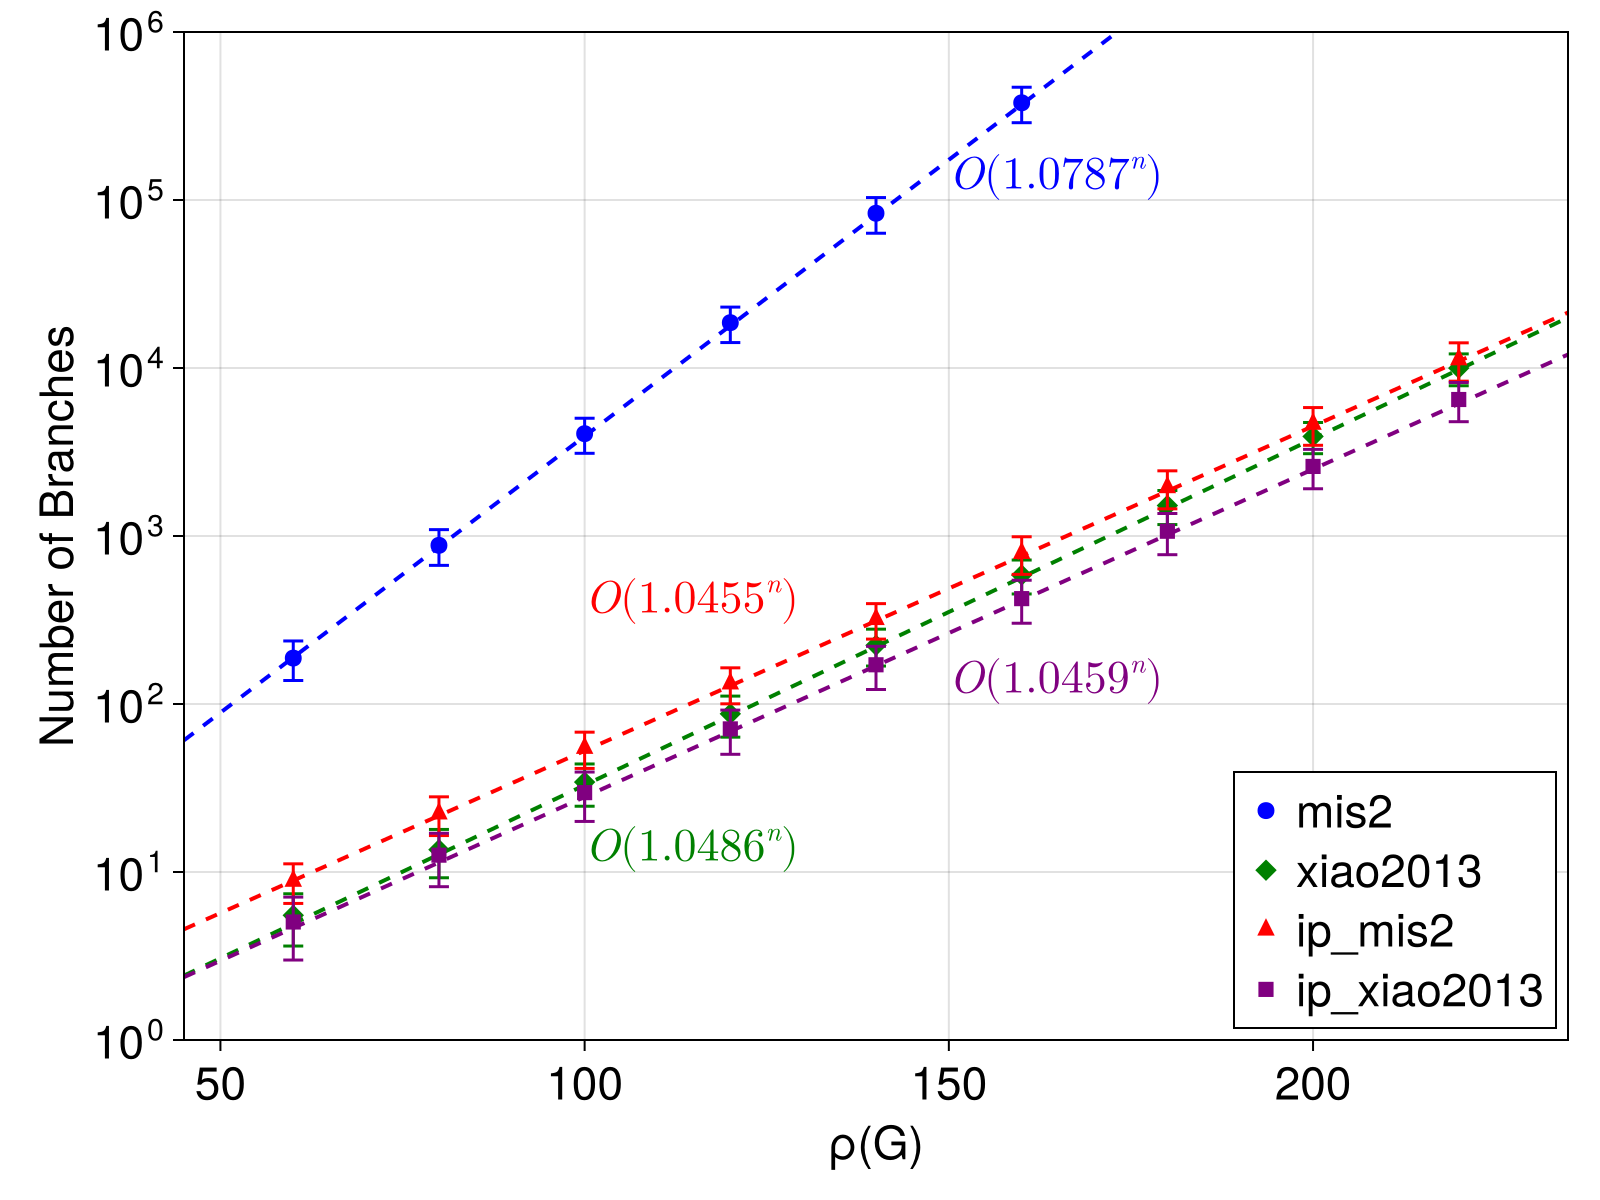 10^6
10^5
10^4
10^3
10^2
10^1
10^0
Number of Branches
O(1.0787^n)
O(1.0455^n)
O(1.0459^n)
O(1.0486^n)
mis2
xiao2013
ip_mis2
ip_xiao2013
50 100 150 200
ρ(G)